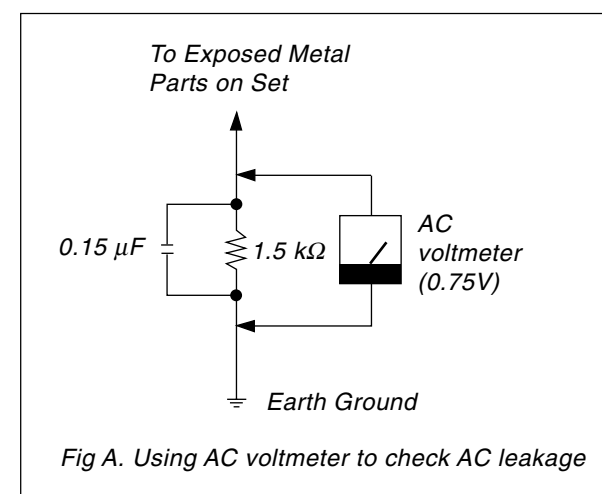 To Exposed Metal
Parts on Set
0.15 μF
1.5 kΩ
AC
voltmeter
(0.75V)
Earth Ground
Fig A. Using AC voltmeter to check AC leakage